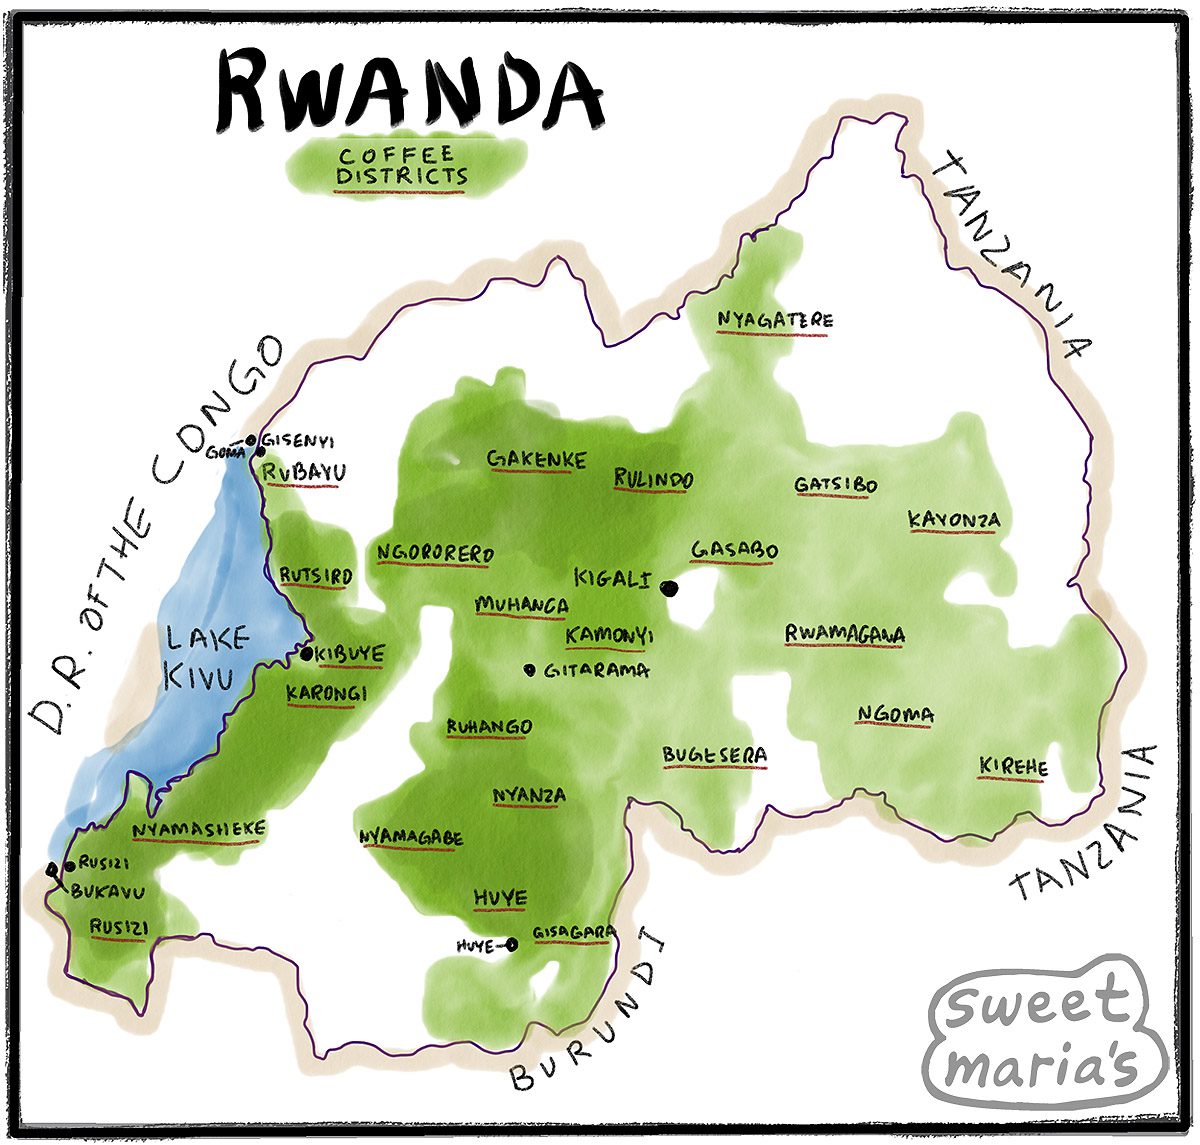 RWANDA
COFFEE
DISTRICTS
TANZANIA
D.R. OF THE CONGO
NYAGATERE
GOMA
GISENYI
RUBAYU
GAKENKE
RULINDO
GATSIBO
KAYONZA
NGORORERO
GASABO
RUTSIRO
KIGALI
MUHANGA
KAMONYI
RWAMAGANA
LAKE
KIVU
KIBUYE
GITARAMA
KARONGI
RUHANGO
NGOMA
BUGESERA
KIREHE
NYANZA
NYAMASHEKE
NYAMAGABE
TANZANIA
RUSIZI
BUKAVU
HUYE
RUSIZI
GISAGARA
HUYE
BURUNDI
sweet
maria's